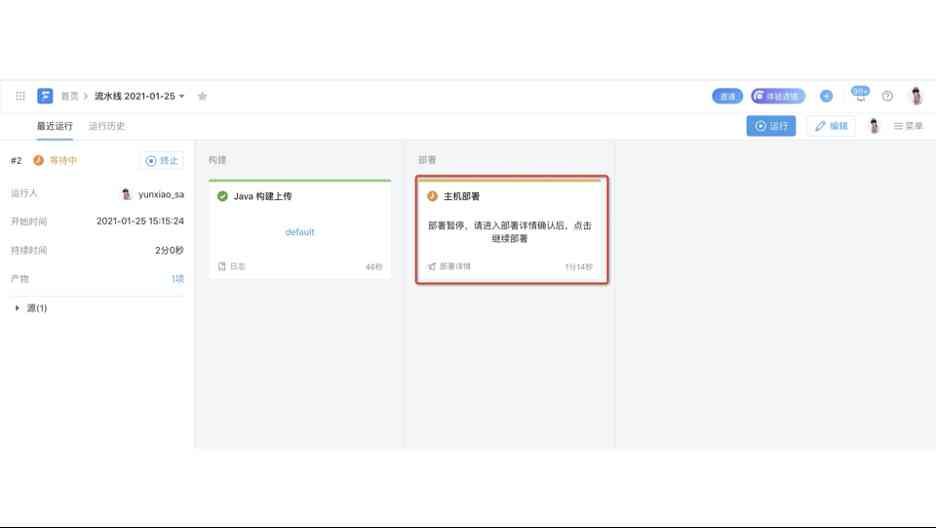 首页 > 流水线 2021-01-25
邀请
体验详情
99+
最近运行
运行历史
运行
编辑
菜单
#2 等待中
终止
运行人
yunxiao_sa
开始时间
2021-01-25 15:15:24
持续时间
2分0秒
产物
1项
源(1)
构建
Java 构建上传
default
日志
46秒
部署
主机部署
部署暂停，请进入部署详情确认后，点击
继续部署
部署详情
1分14秒